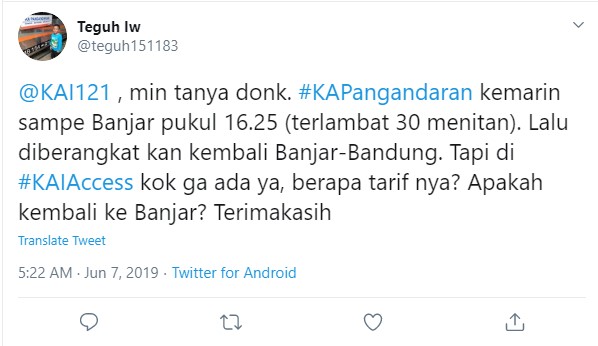 Teguh Iw
@teguh151183
@KAI121 , min tanya donk. #KAPangandaran kemarin
sampe Banjar pukul 16.25 (terlambat 30 menitan). Lalu
diberangkat kan kembali Banjar-Bandung. Tapi di
#KAIAccess kok ga ada ya, berapa tarif nya? Apakah
kembali ke Banjar? Terimakasih
Translate Tweet
5:22 AM · Jun 7, 2019 · Twitter for Android